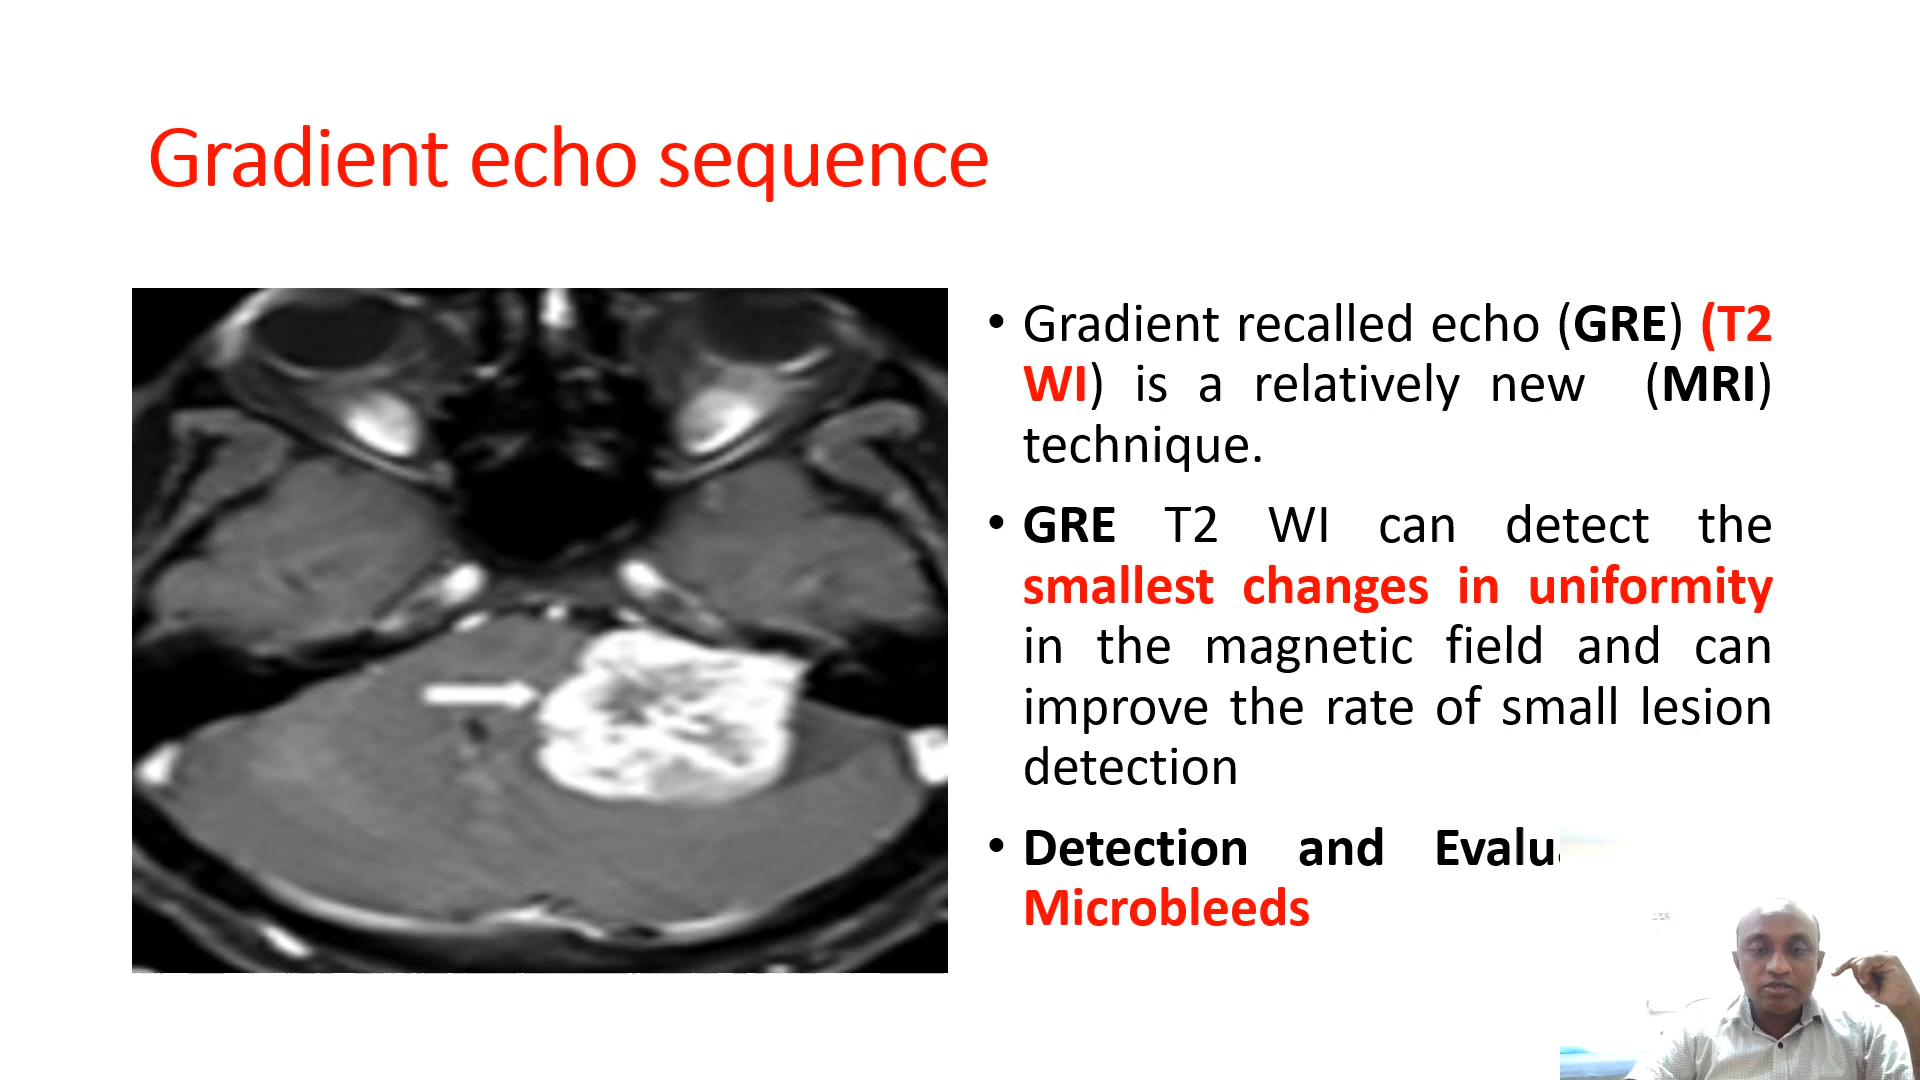 Gradient echo sequence
• Gradient recalled echo (GRE) (T2
WI) is a relatively new (MRI)
technique.
• GRE T2 WI can detect the
smallest changes in uniformity
in the magnetic field and can
improve the rate of small lesion
detection
• Detection and
Microbleeds